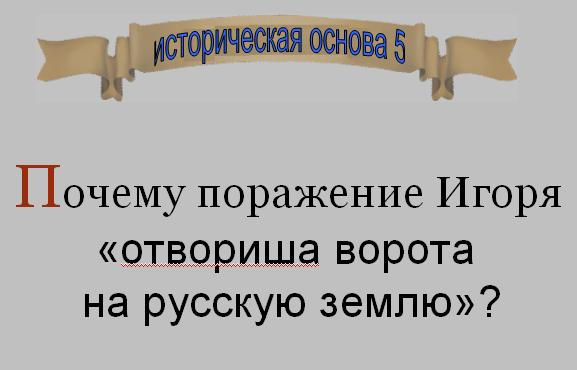 историческая основа 5
Почему поражение Игоря
«отвориша ворота
на русскую землю»?